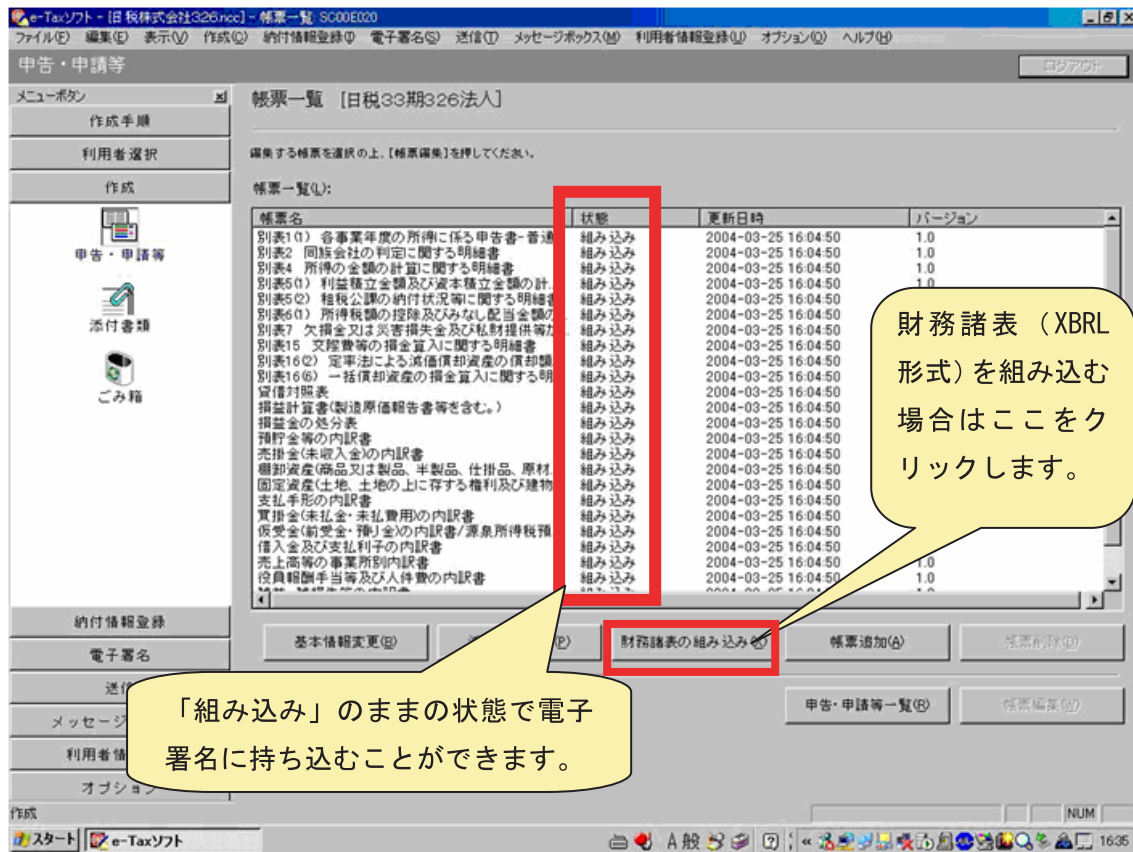 e-Taxソフト - [日税株式会社326.ncc] - 帳票一覧 SC00E020
ファイル(F) 編集(E) 表示(V) 作成(C) 納付情報登録(I) 電子署名(S) 送信(T) メッセージボックス(M) 利用者情報登録(U) オプション(O) ヘルプ(H)
申告・申請等
ログアウト
メニューボタン
作成手順
利用者選択
作成
申告・申請等
添付書類
ごみ箱
納付情報登録
電子署名
メッセージ
利用者情
オプション
帳票一覧 [日税33期326法人]
編集する帳票を選択の上、[帳票編集]を押してください。
帳票一覧(L):
帳票名 状態 更新日時 バージョン
別表1(1) 各事業年度の所得に係る申告書-普通 組み込み 2004-03-25 16:04:50 1.0
別表2 同族会社の判定に関する明細書 組み込み 2004-03-25 16:04:50 1.0
別表4 所得の金額の計算に関する明細書 組み込み 2004-03-25 16:04:50 1.0
別表5(1) 利益積立金額及び資本積立金額の計... 組み込み 2004-03-25 16:04:50 1.0
別表5(2) 租税公課の納付状況等に関する明細書 組み込み 2004-03-25 16:04:50
別表6(1) 所得税額の控除及びみなし配当金額の... 組み込み 2004-03-25 16:04:50
別表7 欠損金又は災害損失金及び私財提供等が... 組み込み 2004-03-25 16:04:50
別表15 交際費等の損金算入に関する明細書 組み込み 2004-03-25 16:04:50
別表16(2) 定率法による減価償却資産の償却額 組み込み 2004-03-25 16:04:50
別表16(6) 一括償却資産の損金算入に関する明 組み込み 2004-03-25 16:04:50
貸借対照表 組み込み 2004-03-25 16:04:50
損益計算書(製造原価報告書等を含む。) 組み込み 2004-03-25 16:04:50
損益金の処分表 組み込み 2004-03-25 16:04:50
預貯金等の内訳書 組み込み 2004-03-25 16:04:50
売掛金(未収入金)の内訳書 組み込み 2004-03-25 16:04:50
棚卸資産(商品又は製品、半製品、仕掛品、原材... 組み込み 2004-03-25 16:04:50
固定資産(土地、土地の上に存する権利及び建物 組み込み 2004-03-25 16:04:50
支払手形の内訳書 組み込み 2004-03-25 16:04:50
買掛金(未払金・未払費用)の内訳書 組み込み 2004-03-25 16:04:50
仮受金(前受金・預り金)の内訳書/源泉所得税預... 組み込み 2004-03-25 16:04:50
借入金及び支払利子の内訳書 組み込み 2004-03-25 16:04:50
売上高等の事業所別内訳書 組み込み 2004-03-25 16:04:50 1.0
役員報酬手当等及び人件費の内訳書 組み込み 2004-03-25 16:04:50 1.0
財務諸表(XBRL
形式)を組み込む
場合はここをク
リックします。
基本情報変更(B) 財務諸表の組み込み(K) 帳票追加(A) 帳票削除(D)
申告・申請等一覧(R) 帳票編集(W)
「組み込み」のままの状態で電子
署名に持ち込むことができます。
作成 NUM
スタート e-Taxソフト A 般 16:35